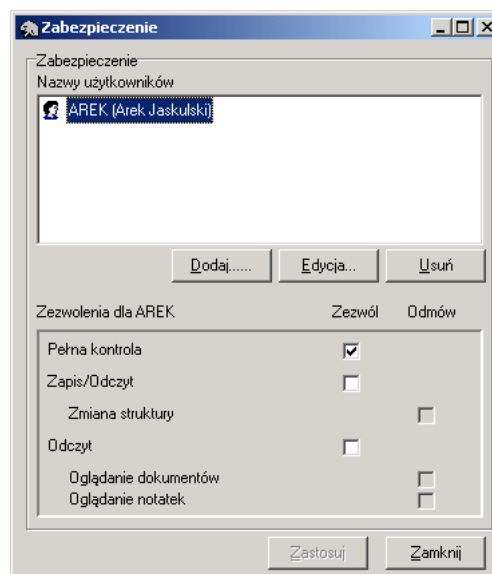 Zabezpieczenie
Zabezpieczenie
Nazwy użytkowników
AREK (Arek Jaskulski)
Dodaj...... Edycja... Usuń
Zezwolenia dla AREK Zezwól Odmów
Pełna kontrola
Zapis/Odczyt
Zmiana struktury
Odczyt
Oglądanie dokumentów
Oglądanie notatek
Zastosuj Zamknij